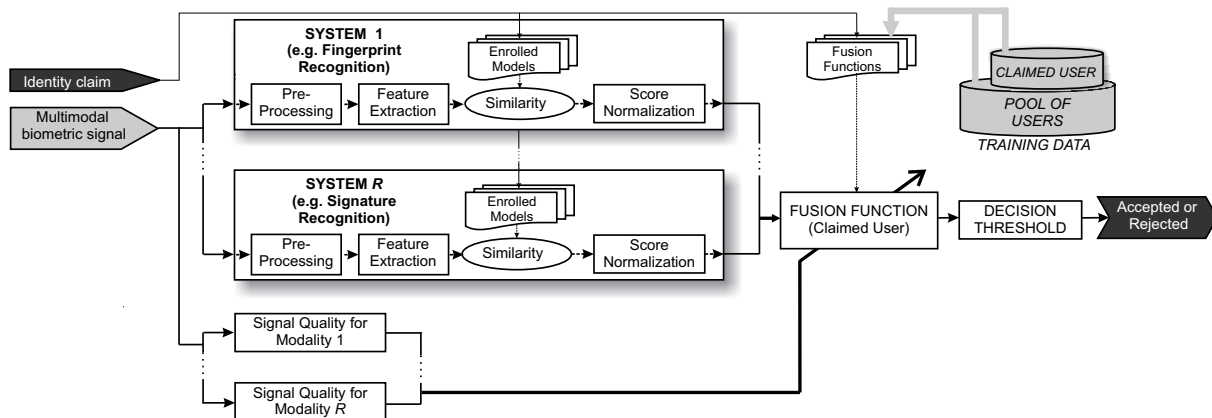 Identity claim
Multimodal
biometric signal
SYSTEM 1
(e.g. Fingerprint
Recognition)
Enrolled
Models
Pre-
Processing
Feature
Extraction
Similarity
Score
Normalization
SYSTEM R
(e.g. Signature
Recognition)
Enrolled
Models
Pre-
Processing
Feature
Extraction
Similarity
Score
Normalization
Signal Quality for
Modality 1
Signal Quality for
Modality R
Fusion
Functions
CLAIMED USER
POOL OF
USERS
TRAINING DATA
FUSION FUNCTION
(Claimed User)
DECISION
THRESHOLD
Accepted or
Rejected